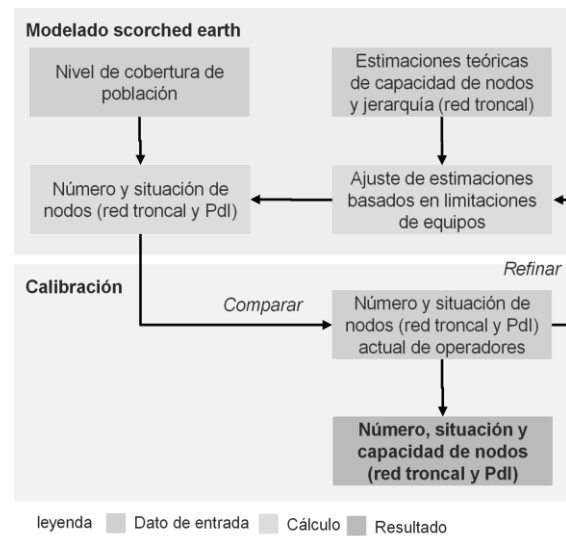 Modelado scorched earth
Nivel de cobertura de
población
Estimaciones teóricas
de capacidad de nodos
y jerarquía (red troncal)
Número y situación de
nodos (red troncal y PdI)
Ajuste de estimaciones
basados en limitaciones
de equipos
Refinar
Calibración
Comparar
Número y situación de
nodos (red troncal y PdI)
actual de operadores
Número, situación y
capacidad de nodos
(red troncal y PdI)
leyenda
Dato de entrada
Cálculo
Resultado